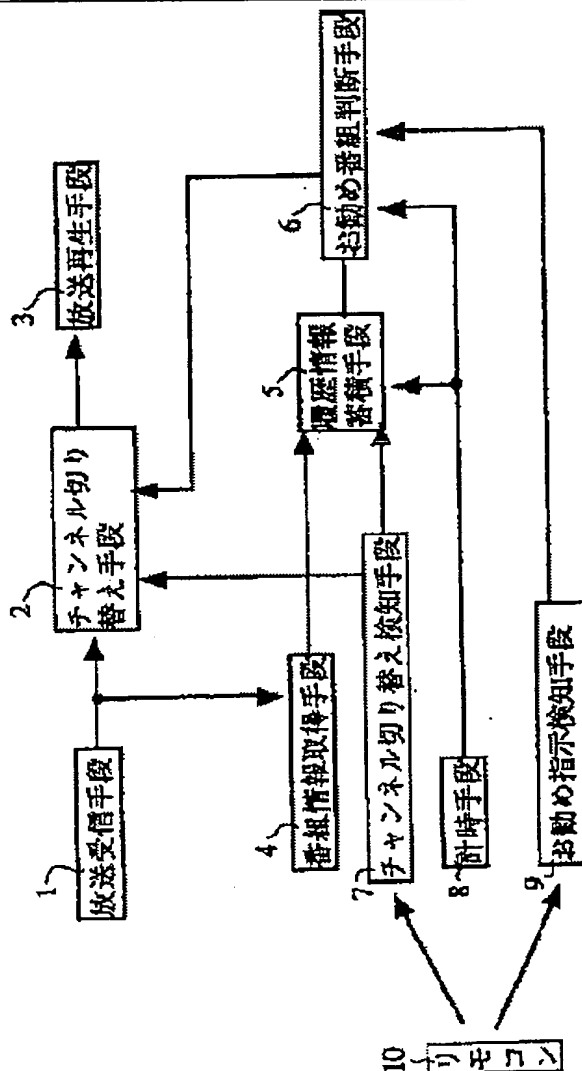 1
放送受信手段
2
チャンネル切り
替え手段
3
放送再生手段
4
番組情報取得手段
5
履歴情報
蓄積手段
6
お勧め番組判断手段
7
チャンネル切り替え検知手段
8
計時手段
9
お勧め指示検知手段
10
リモコン